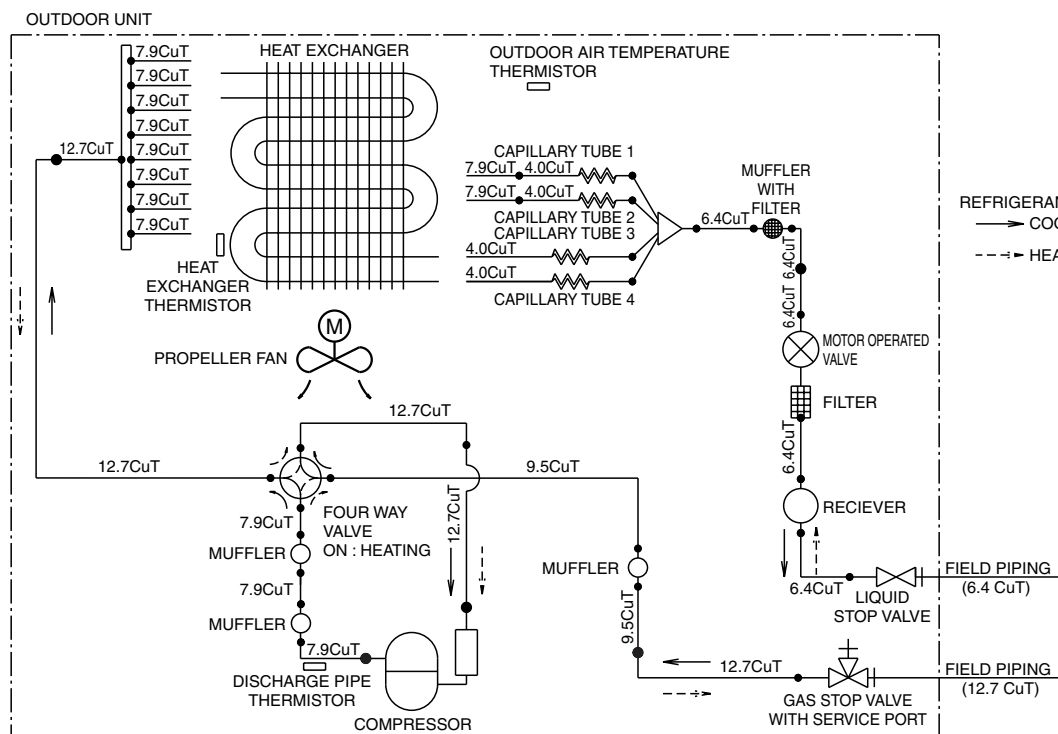 OUTDOOR UNIT
HEAT EXCHANGER
OUTDOOR AIR TEMPERATURE
THERMISTOR
7.9CuT
7.9CuT
7.9CuT
7.9CuT
7.9CuT
7.9CuT
7.9CuT
7.9CuT
12.7CuT
CAPILLARY TUBE 1
7.9CuT 4.0CuT
7.9CuT 4.0CuT
CAPILLARY TUBE 2
CAPILLARY TUBE 3
4.0CuT
4.0CuT
CAPILLARY TUBE 4
6.4CuT
MUFFLER
WITH
FILTER
6.4CuT
6.4CuT
REFRIGERAN
COO
HEA
HEAT
EXCHANGER
THERMISTOR
M
PROPELLER FAN
MOTOR OPERATED
VALVE
FILTER
6.4CuT
RECIEVER
12.7CuT
12.7CuT
9.5CuT
12.7CuT
7.9CuT
FOUR WAY
VALVE
ON : HEATING
MUFFLER
7.9CuT
MUFFLER
7.9CuT
DISCHARGE PIPE
THERMISTOR
COMPRESSOR
MUFFLER
9.5CuT
6.4CuT
LIQUID
STOP VALVE
FIELD PIPING
(6.4 CuT)
12.7CuT
GAS STOP VALVE
WITH SERVICE PORT
FIELD PIPING
(12.7 CuT)